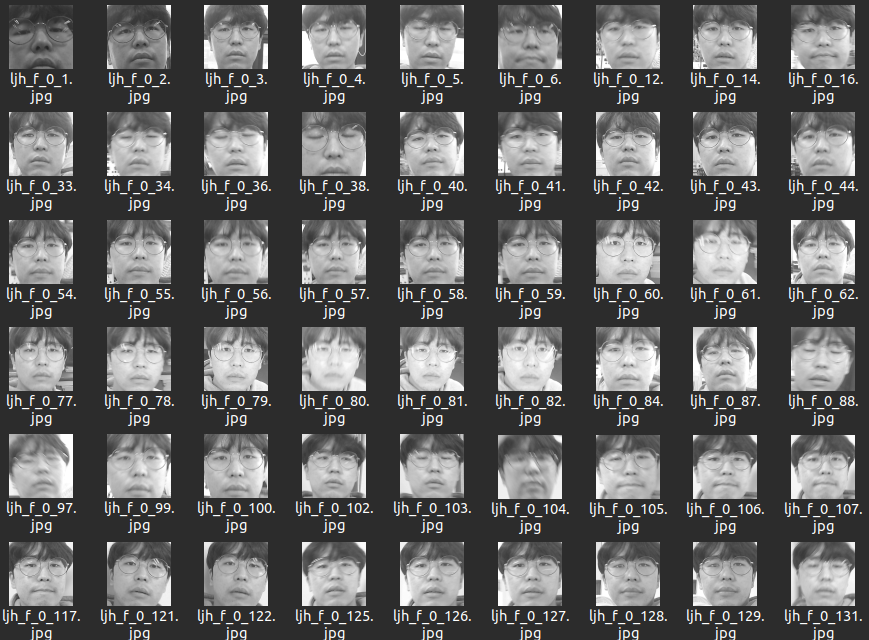 ljh_f_0_1.jpg
ljh_f_0_2.jpg
ljh_f_0_3.jpg
ljh_f_0_4.jpg
ljh_f_0_5.jpg
ljh_f_0_6.jpg
ljh_f_0_12.jpg
ljh_f_0_14.jpg
ljh_f_0_16.jpg
ljh_f_0_33.jpg
ljh_f_0_34.jpg
ljh_f_0_36.jpg
ljh_f_0_38.jpg
ljh_f_0_40.jpg
ljh_f_0_41.jpg
ljh_f_0_42.jpg
ljh_f_0_43.jpg
ljh_f_0_44.jpg
ljh_f_0_54.jpg
ljh_f_0_55.jpg
ljh_f_0_56.jpg
ljh_f_0_57.jpg
ljh_f_0_58.jpg
ljh_f_0_59.jpg
ljh_f_0_60.jpg
ljh_f_0_61.jpg
ljh_f_0_62.jpg
ljh_f_0_77.jpg
ljh_f_0_78.jpg
ljh_f_0_79.jpg
ljh_f_0_80.jpg
ljh_f_0_81.jpg
ljh_f_0_82.jpg
ljh_f_0_84.jpg
ljh_f_0_87.jpg
ljh_f_0_88.jpg
ljh_f_0_97.jpg
ljh_f_0_99.jpg
ljh_f_0_100.jpg
ljh_f_0_102.jpg
ljh_f_0_103.jpg
ljh_f_0_104.jpg
ljh_f_0_105.jpg
ljh_f_0_106.jpg
ljh_f_0_107.jpg
ljh_f_0_117.jpg
ljh_f_0_121.jpg
ljh_f_0_122.jpg
ljh_f_0_125.jpg
ljh_f_0_126.jpg
ljh_f_0_127.jpg
ljh_f_0_128.jpg
ljh_f_0_129.jpg
ljh_f_0_131.jpg